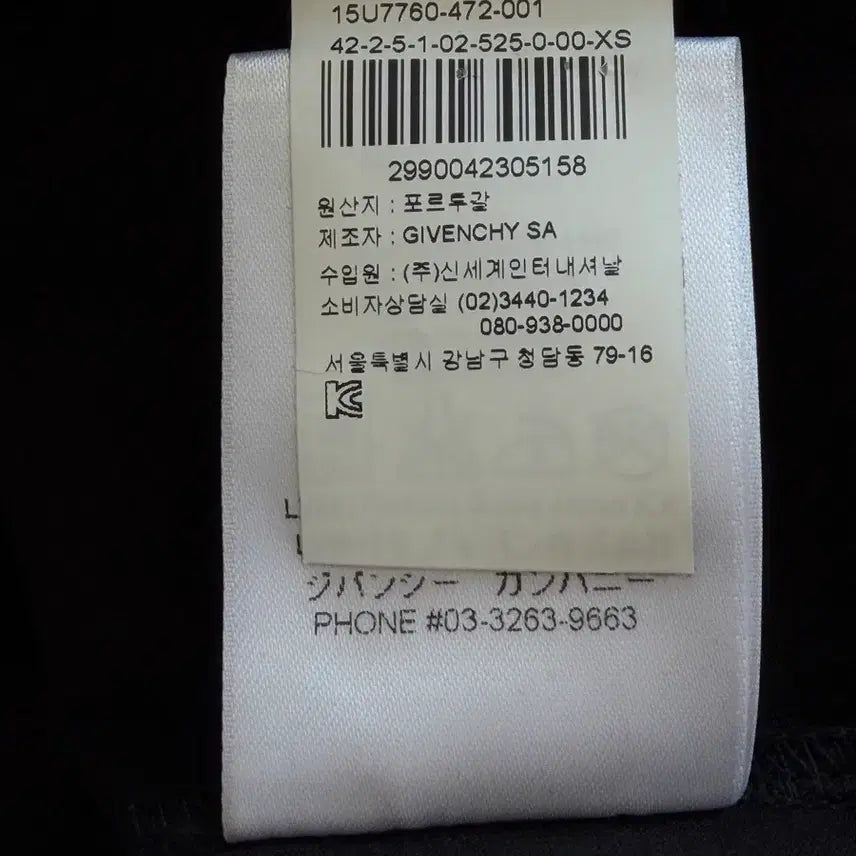 15U7760-472-001
42-2-5-1-02-525-0-00-XS
2990042305158
원산지 : 포르투갈
제조자 : GIVENCHY SA
수입원 : (주)신세계인터내셔날
소비자상담실 (02)3440-1234
080-938-0000
서울특별시 강남구 청담동 79-16
KC
ジバンシー カンパニー
PHONE #03-3263-9663